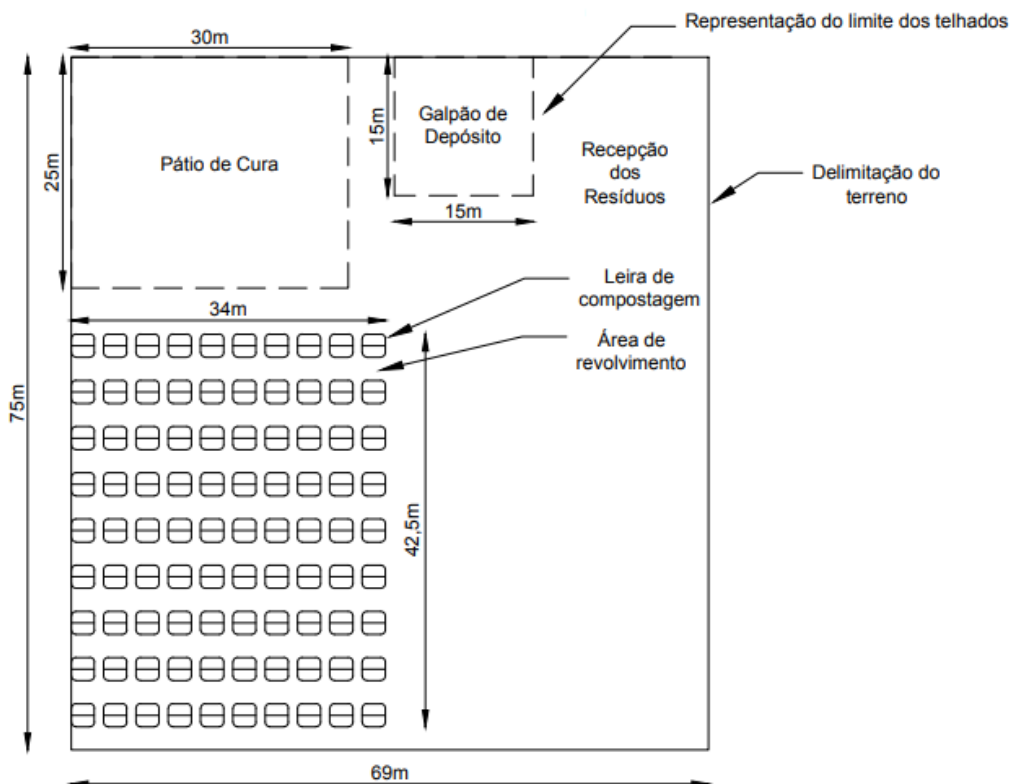 Representação do limite dos telhados
30m
25m
Pátio de Cura
15m
Galpão de
Depósito
15m
Recepção
dos
Resíduos
Delimitação do
terreno
Leira de
compostagem
34m
Área de
revolvimento
75m
42,5m
69m